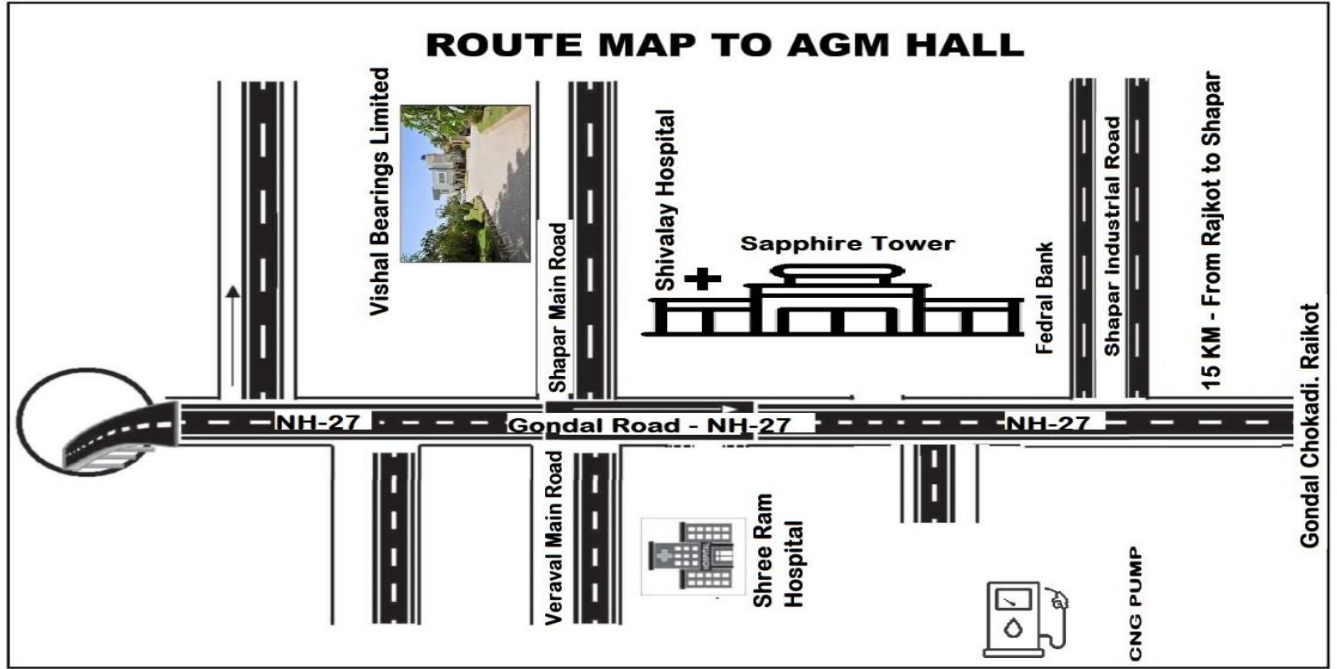 ROUTE MAP TO AGM HALL
Vishal Bearings Limited
Shapar Main Road
Shivalay Hospital
Sapphire Tower
Fedral Bank
Shapar Industrial Road
15 KM - From Rajkot to Shapar
Gondal Chokadi. Raikot
NH-27
Gondal Road - NH-27
NH-27
Veraval Main Road
HOSPITAL
Shree Ram
Hospital
CNG PUMP